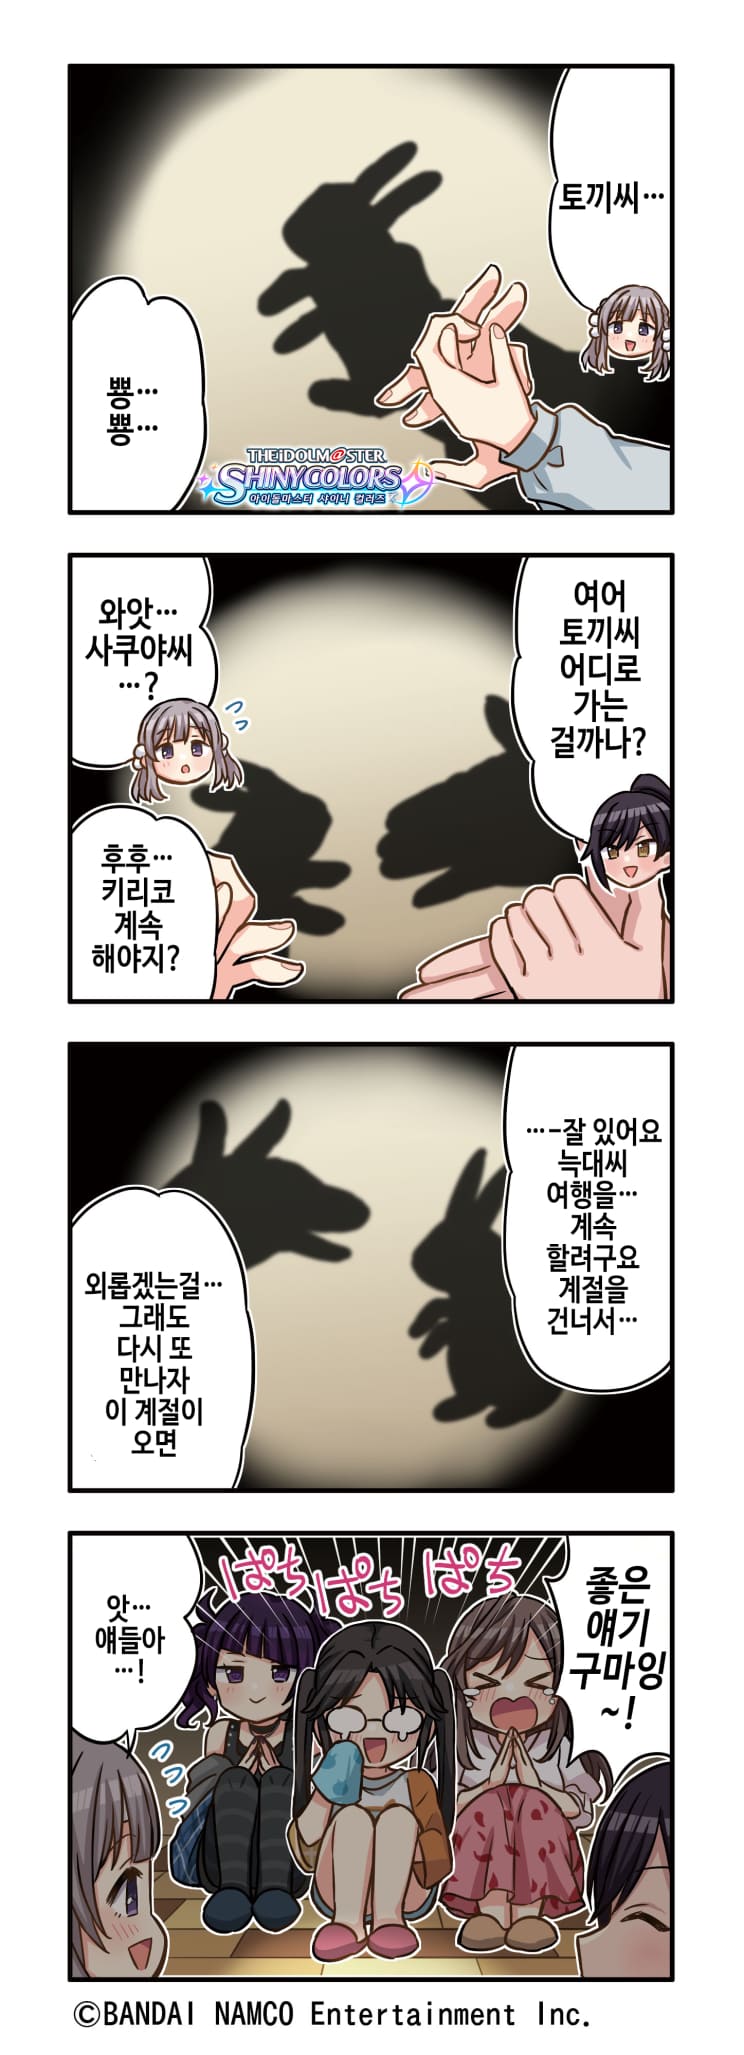 토끼씨…
뿅…
뿅…
THE iDOLM@STER
SHINYCOLORS
아이돌마스터 샤이니 컬러즈
여어
토끼씨
어디로
가는
걸까나?
와앗…
사쿠야씨
…?
후후…
키리코
계속
해야지?
…-잘 있어요
늑대씨
여행을…
계속
할려구요
계절을
건너서…
외롭겠는걸…
그래도
다시 또
만나자
이 계절이
오면
좋은
얘기
구마잉
~!
ぱち ぱち ぱち
앗…
얘들아
…!
©BANDAI NAMCO Entertainment Inc.